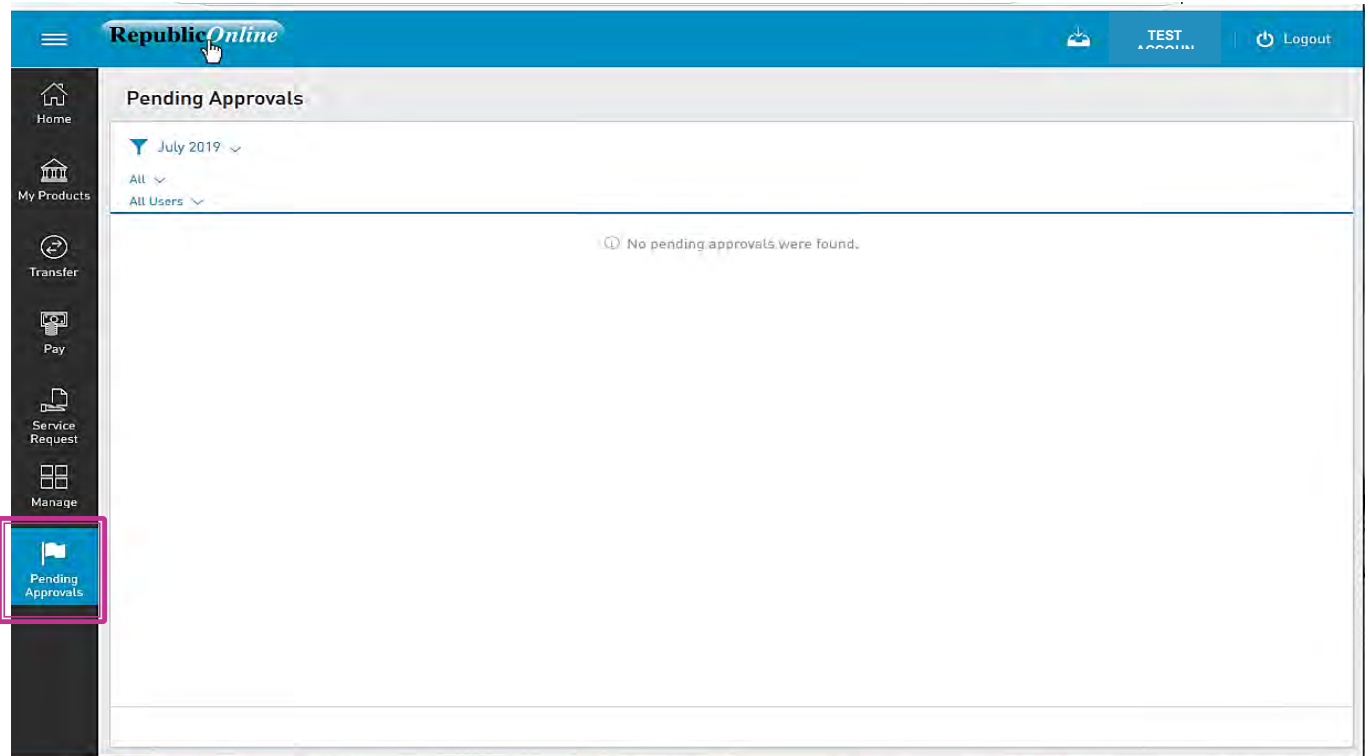 RepublicOnline
TEST
Logout
Home
My Products
Transfer
Pay
Service
Request
Manage
Pending
Approvals
Pending Approvals
July 2019
All
All Users
No pending approvals were found.